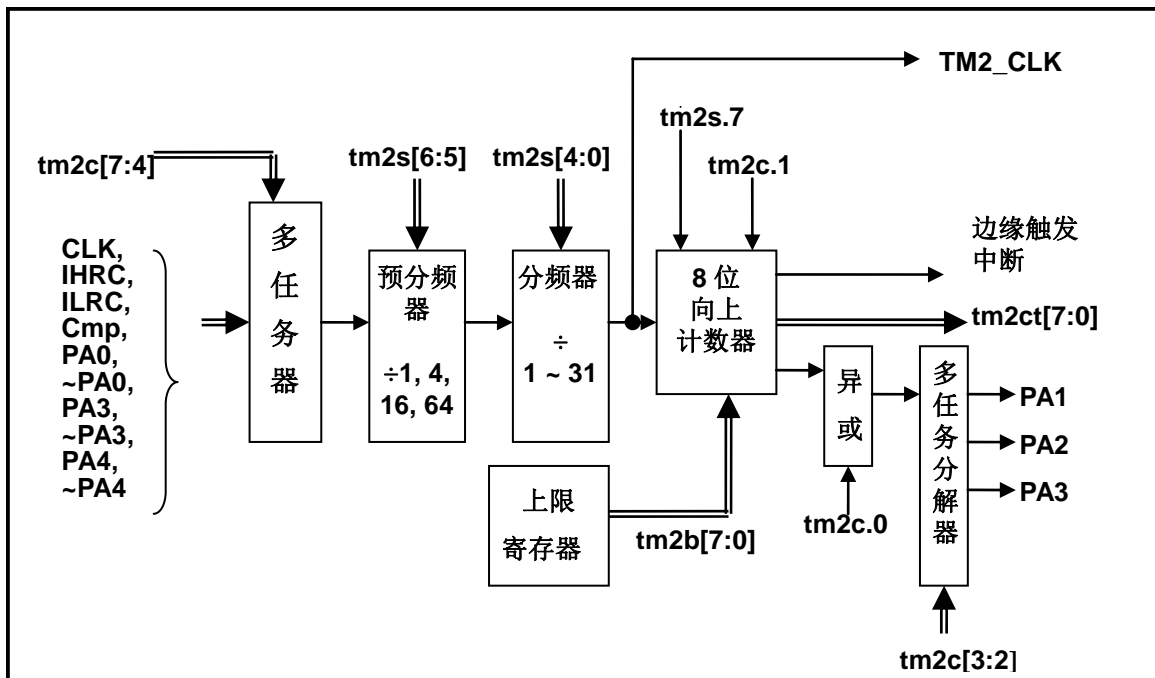 TM2_CLK
tm2s.7
tm2c[7:4]
tm2s[6:5]
tm2s[4:0]
tm2c.1
CLK,
IHRC,
ILRC,
Cmp,
PA0,
~PA0,
PA3,
~PA3,
PA4,
~PA4
多
任
务
器
预分频
器
÷1, 4,
16, 64
分频器
÷
1 ~ 31
8 位
向上
计数器
边缘触发
中断
tm2ct[7:0]
异
或
多
任
务
分
解
器
PA1
PA2
PA3
上限
寄存器
tm2b[7:0]
tm2c.0
tm2c[3:2]